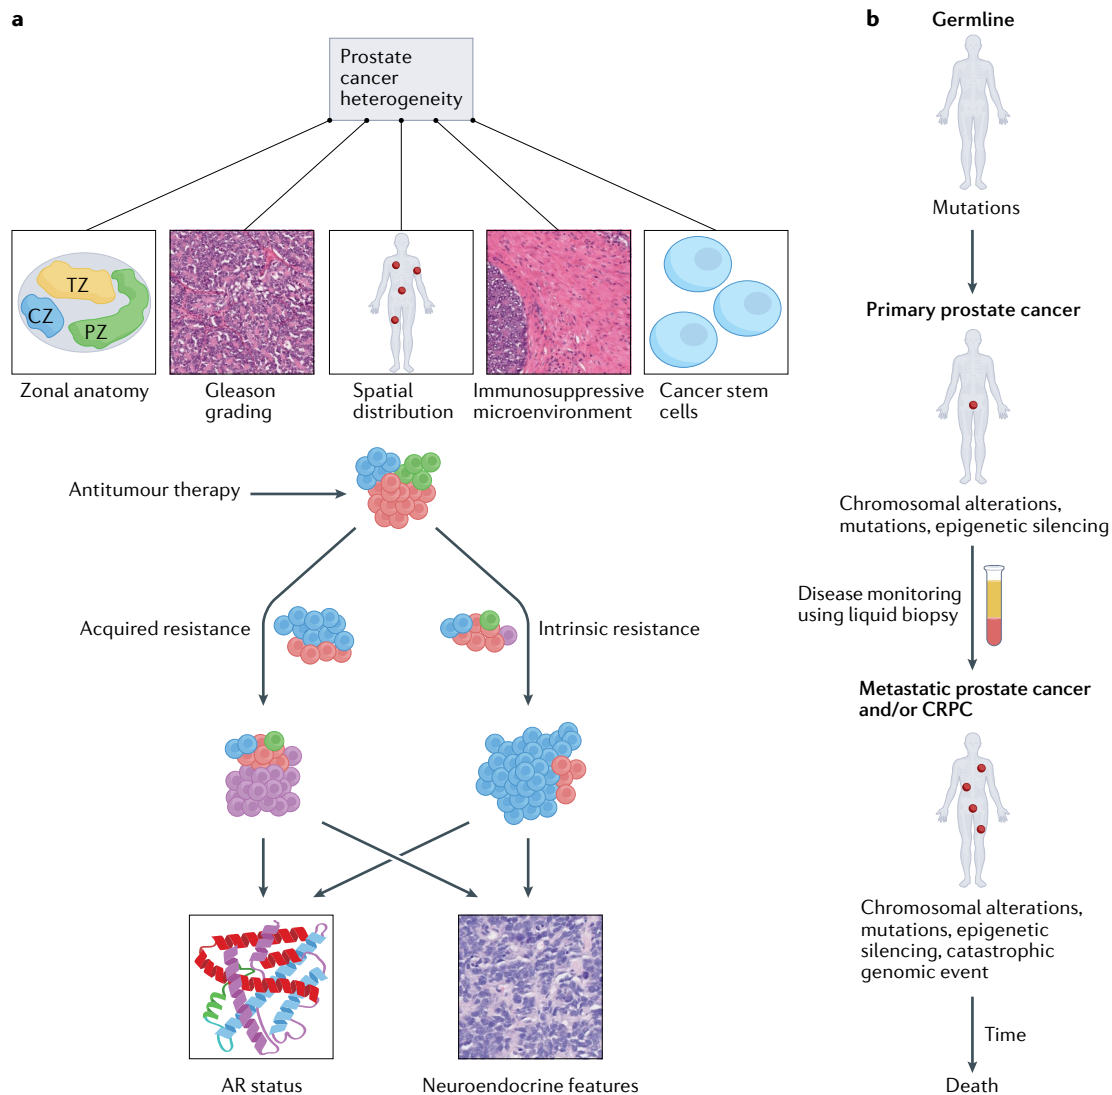 a
Prostate
cancer
heterogeneity
TZ
CZ
PZ
Zonal anatomy
Gleason
grading
Spatial
distribution
Immunosuppressive
microenvironment
Cancer stem
cells
Antitumour therapy
Acquired resistance
Intrinsic resistance
AR status
Neuroendocrine features
b
Germline
Mutations
Primary prostate cancer
Chromosomal alterations,
mutations, epigenetic silencing
Disease monitoring
using liquid biopsy
Metastatic prostate cancer
and/or CRPC
Chromosomal alterations,
mutations, epigenetic
silencing, catastrophic
genomic event
Time
Death